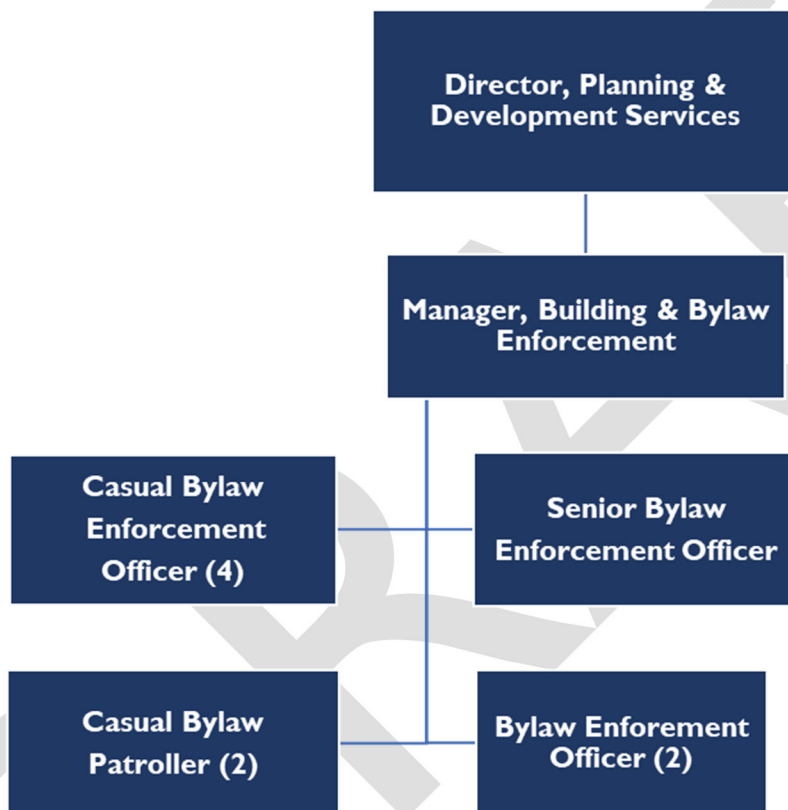 Director, Planning &
Development Services
Manager, Building & Bylaw
Enforcement
Casual Bylaw
Enforcement
Officer (4)
Senior Bylaw
Enforcement Officer
Casual Bylaw
Patroller (2)
Bylaw Enforement
Officer (2)